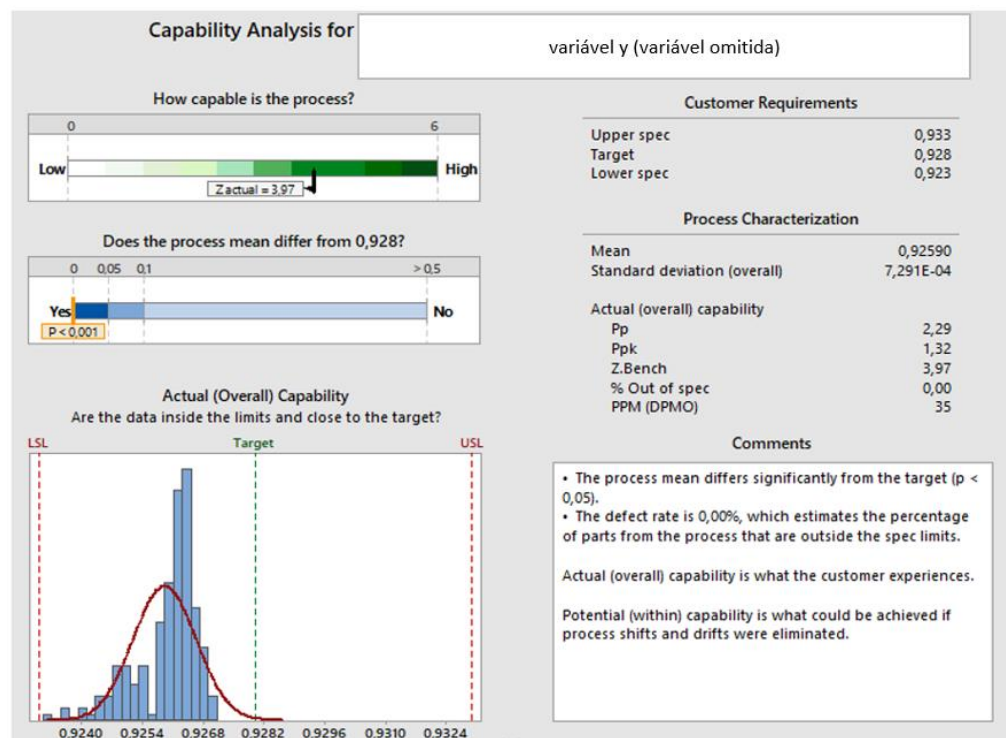 Capability Analysis for
variável y (variável omitida)
How capable is the process?
0 6
Low High
Z actual = 3,97
Does the process mean differ from 0,928?
0 0,05 0,1 > 0,5
Yes No
P < 0,001
Actual (Overall) Capability
Are the data inside the limits and close to the target?
LSL Target USL
0.9240 0.9254 0.9268 0.9282 0.9296 0.9310 0.9324
Customer Requirements
Upper spec 0,933
Target 0,928
Lower spec 0,923
Process Characterization
Mean 0,92590
Standard deviation (overall) 7,291E-04
Actual (overall) capability
Pp 2,29
Ppk 1,32
Z.Bench 3,97
% Out of spec 0,00
PPM (DPMO) 35
Comments
• The process mean differs significantly from the target (p <
0,05).
• The defect rate is 0,00%, which estimates the percentage
of parts from the process that are outside the spec limits.
Actual (overall) capability is what the customer experiences.
Potential (within) capability is what could be achieved if
process shifts and drifts were eliminated.